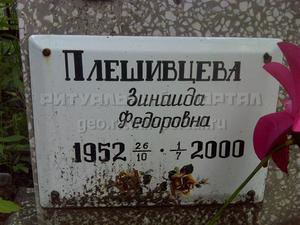 ПЛЕШИВЦЕВА
Зинаида
Федоровна
1952 26/10 · 1/7 2000